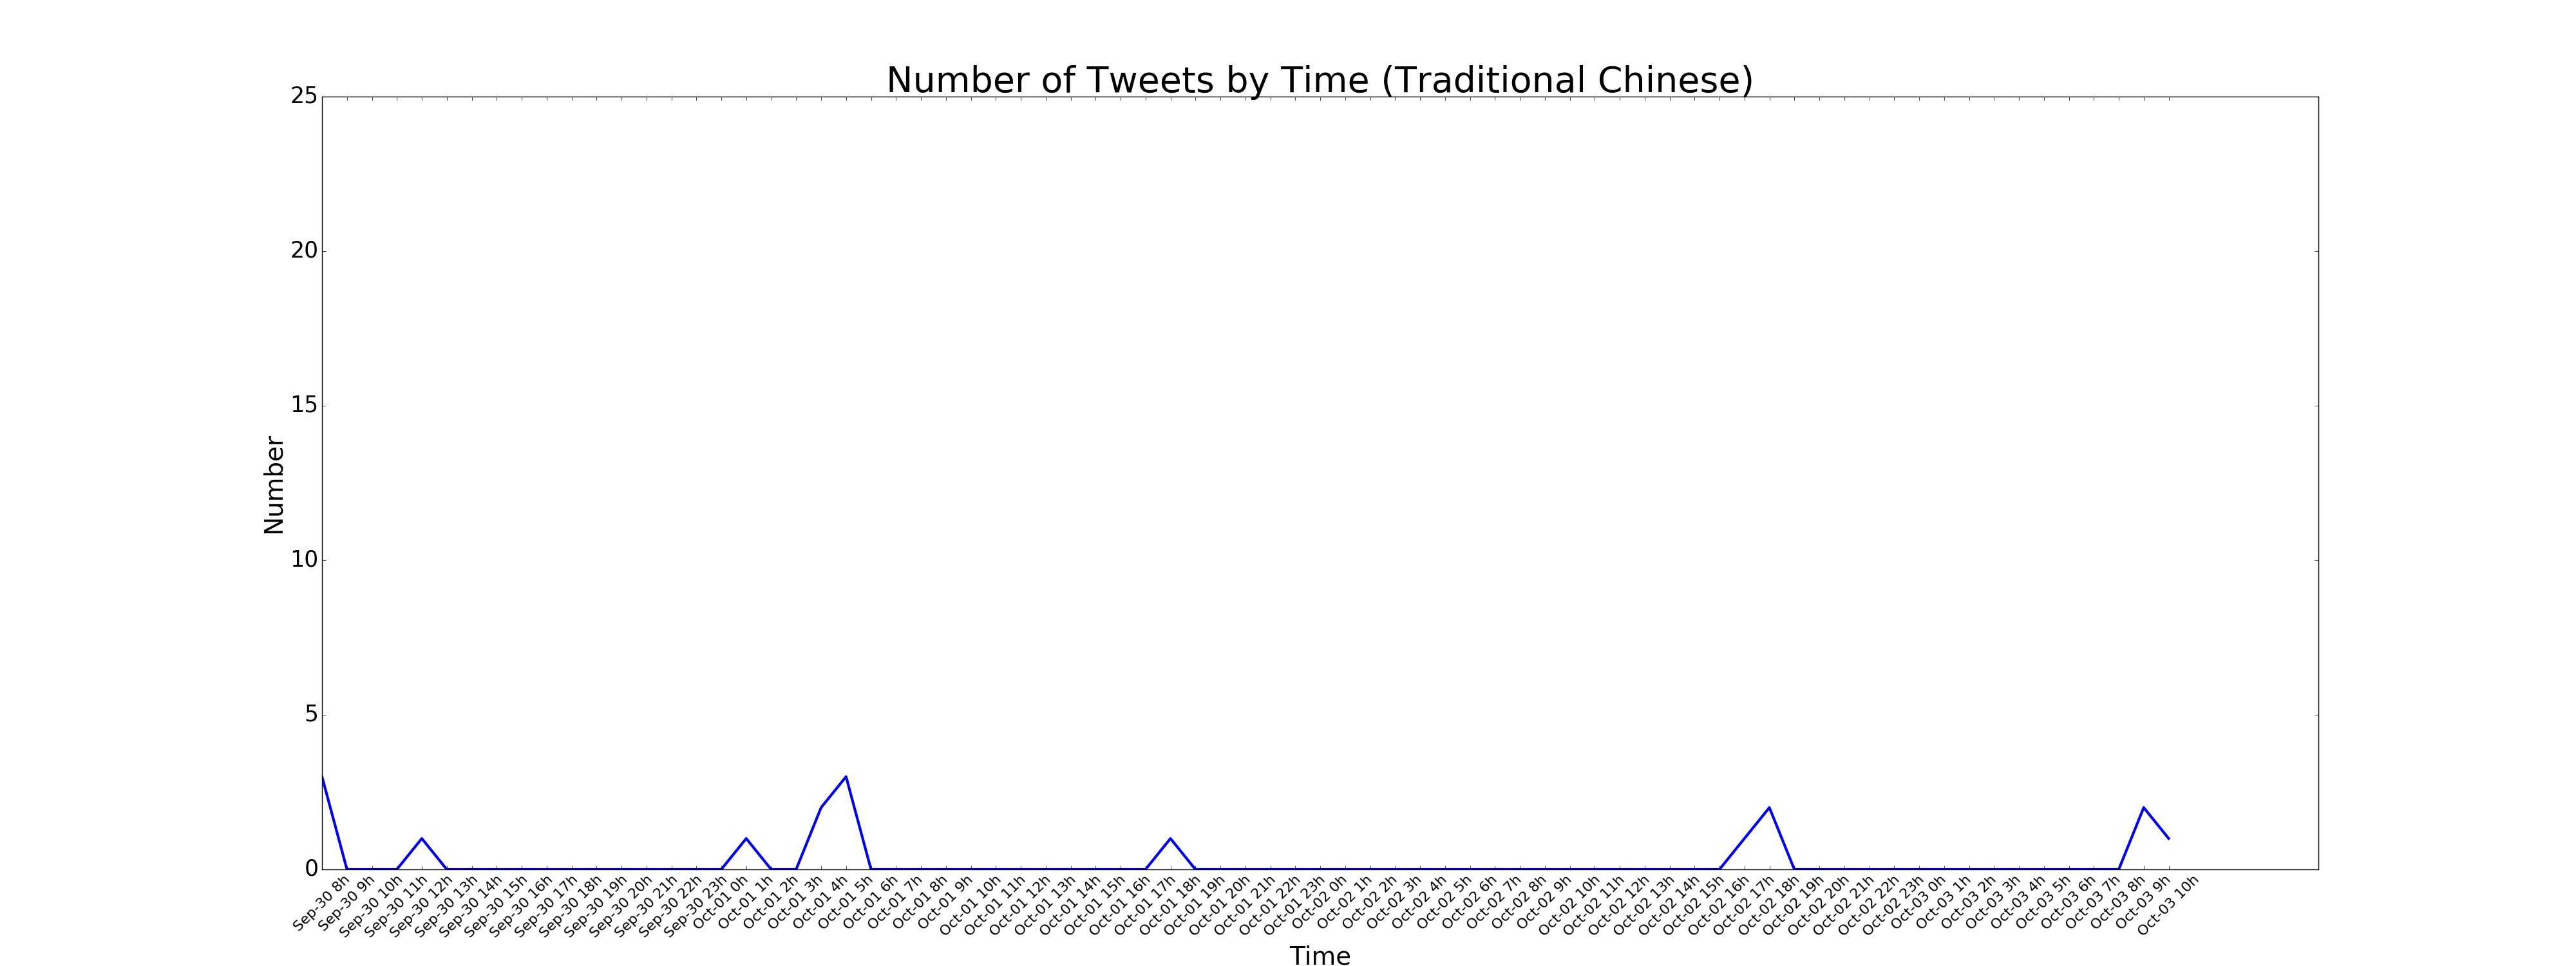 Number of Tweets by Time (Traditional Chinese)
25
20
15
10
5
0
Number
Sep-30 8h
Sep-30 9h
Sep-30 10h
Sep-30 11h
Sep-30 12h
Sep-30 13h
Sep-30 14h
Sep-30 15h
Sep-30 16h
Sep-30 17h
Sep-30 18h
Sep-30 19h
Sep-30 20h
Sep-30 21h
Sep-30 22h
Sep-30 23h
Oct-01 0h
Oct-01 1h
Oct-01 2h
Oct-01 3h
Oct-01 4h
Oct-01 5h
Oct-01 6h
Oct-01 7h
Oct-01 8h
Oct-01 9h
Oct-01 10h
Oct-01 11h
Oct-01 12h
Oct-01 13h
Oct-01 14h
Oct-01 15h
Oct-01 16h
Oct-01 17h
Oct-01 18h
Oct-01 19h
Oct-01 20h
Oct-01 21h
Oct-01 22h
Oct-01 23h
Oct-02 0h
Oct-02 1h
Oct-02 2h
Oct-02 3h
Oct-02 4h
Oct-02 5h
Oct-02 6h
Oct-02 7h
Oct-02 8h
Oct-02 9h
Oct-02 10h
Oct-02 11h
Oct-02 12h
Oct-02 13h
Oct-02 14h
Oct-02 15h
Oct-02 16h
Oct-02 17h
Oct-02 18h
Oct-02 19h
Oct-02 20h
Oct-02 21h
Oct-02 22h
Oct-02 23h
Oct-03 0h
Oct-03 1h
Oct-03 2h
Oct-03 3h
Oct-03 4h
Oct-03 5h
Oct-03 6h
Oct-03 7h
Oct-03 8h
Oct-03 9h
Oct-03 10h
Time